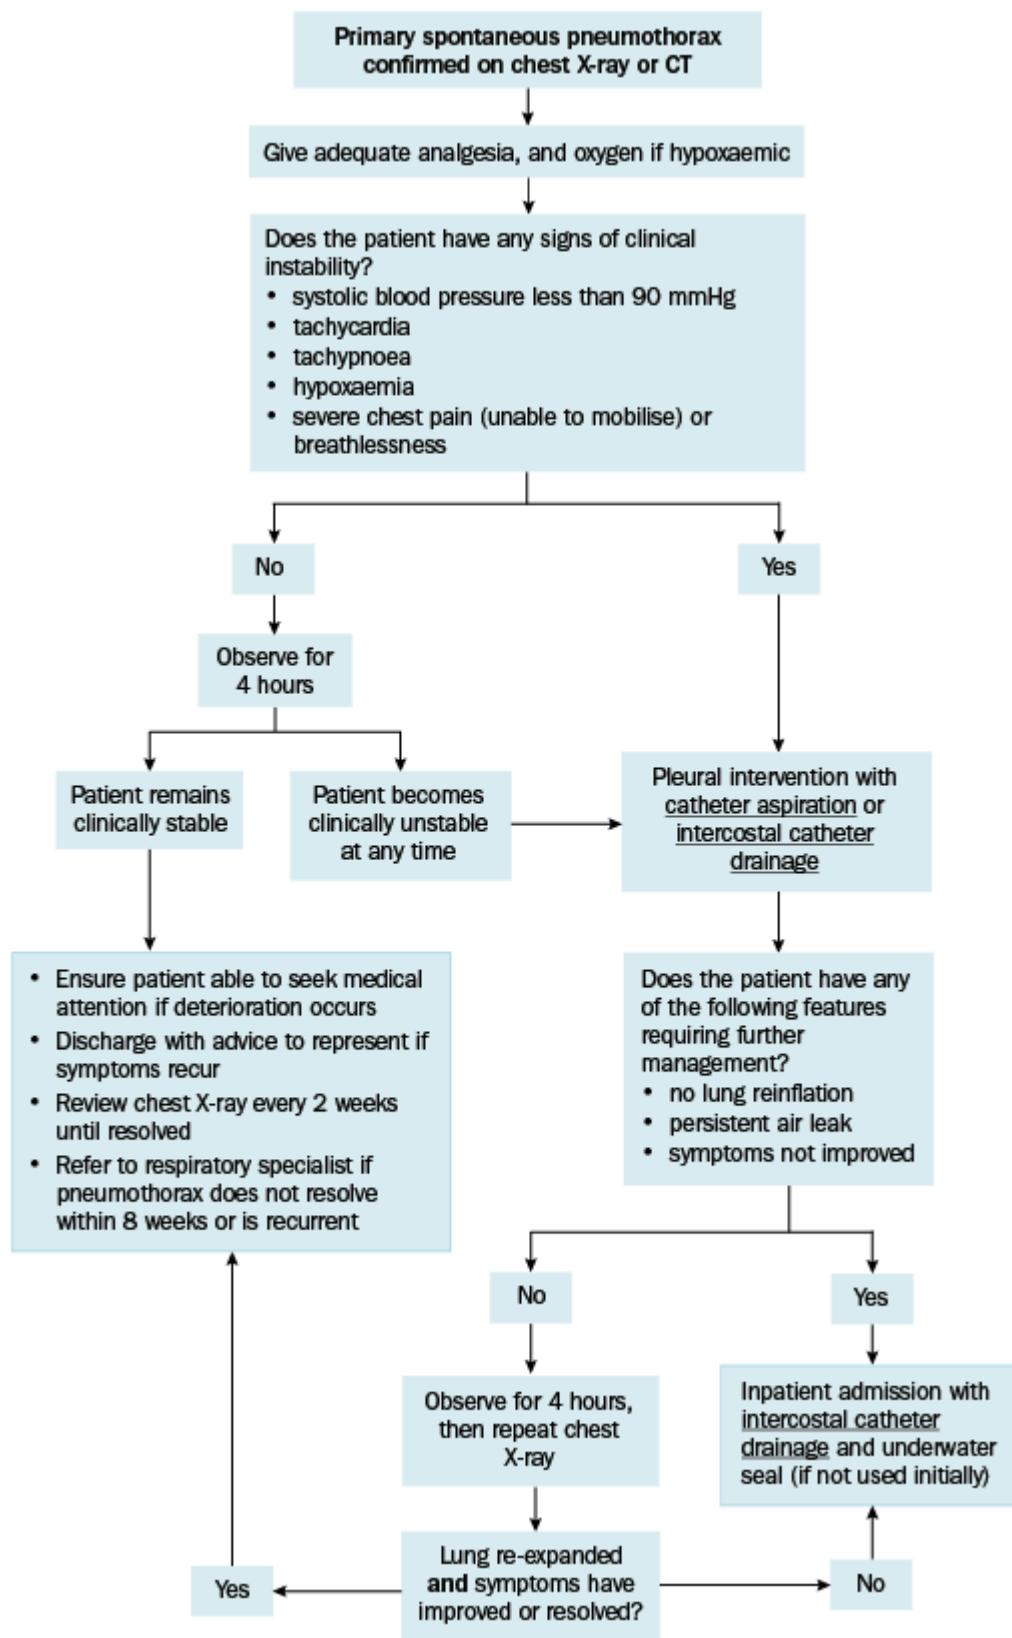 Primary spontaneous pneumothorax
confirmed on chest X-ray or CT
Give adequate analgesia, and oxygen if hypoxaemic
Does the patient have any signs of clinical
instability?
• systolic blood pressure less than 90 mmHg
• tachycardia
• tachypnoea
• hypoxaemia
• severe chest pain (unable to mobilise) or
breathlessness
No
Yes
Observe for
4 hours
Patient remains
clinically stable
Patient becomes
clinically unstable
at any time
Pleural intervention with
catheter aspiration or
intercostal catheter
drainage
• Ensure patient able to seek medical
attention if deterioration occurs
• Discharge with advice to represent if
symptoms recur
• Review chest X-ray every 2 weeks
until resolved
• Refer to respiratory specialist if
pneumothorax does not resolve
within 8 weeks or is recurrent
Does the patient have any
of the following features
requiring further
management?
• no lung reinflation
• persistent air leak
• symptoms not improved
No
Yes
Observe for 4 hours,
then repeat chest
X-ray
Inpatient admission with
intercostal catheter
drainage and underwater
seal (if not used initially)
Lung re-expanded
and symptoms have
improved or resolved?
Yes
No